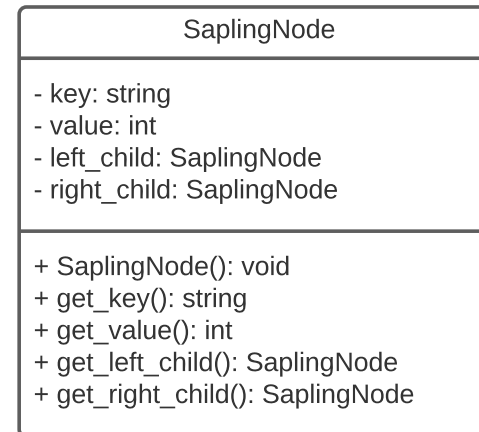 SaplingNode
- key: string
- value: int
- left_child: SaplingNode
- right_child: SaplingNode
+ SaplingNode(): void
+ get_key(): string
+ get_value(): int
+ get_left_child(): SaplingNode
+ get_right_child(): SaplingNode